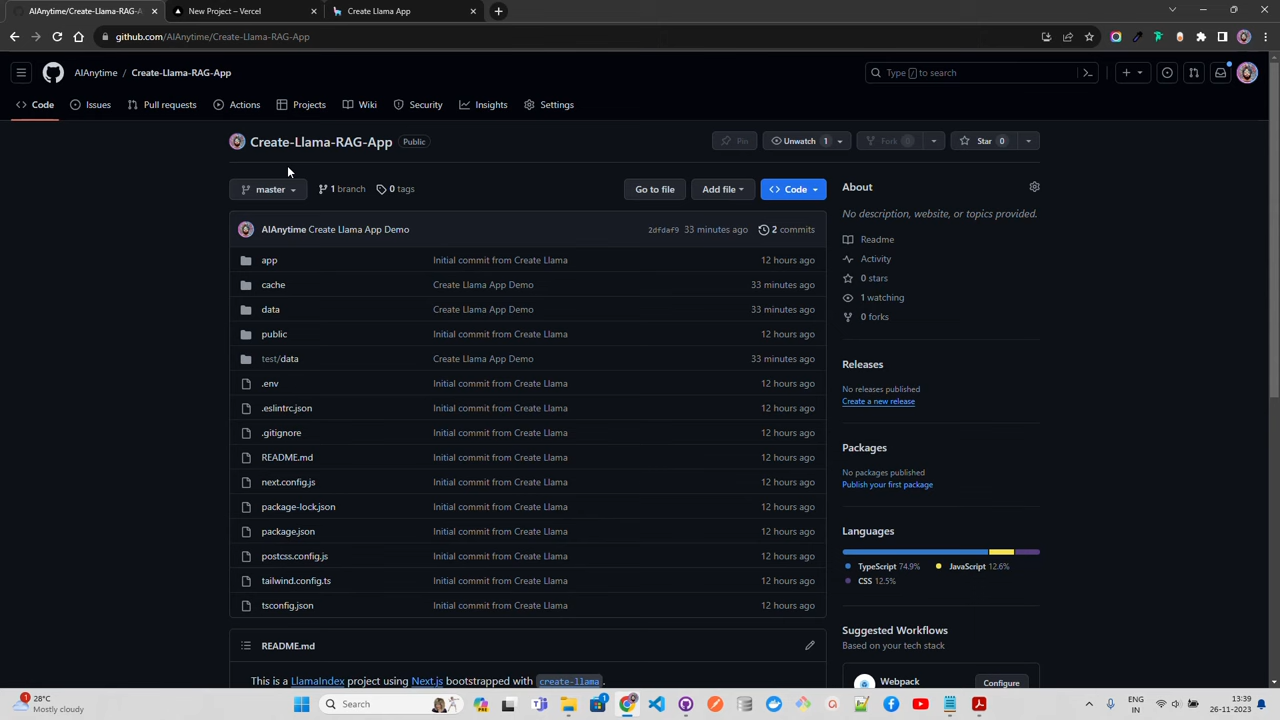 AIAnytime/Create-Llama-RAG-A
New Project – Vercel
Create Llama App
github.com/AIAnytime/Create-Llama-RAG-App
AIAnytime / Create-Llama-RAG-App
Type / to search
Code
Issues
Pull requests
Actions
Projects
Wiki
Security
Insights
Settings
Create-Llama-RAG-App Public
Pin
Unwatch 1
Fork 0
Star 0
master
1 branch
0 tags
Go to file
Add file
Code
AIAnytime Create Llama App Demo 2dfdaf9 33 minutes ago 2 commits
app Initial commit from Create Llama 12 hours ago
cache Create Llama App Demo 33 minutes ago
data Create Llama App Demo 33 minutes ago
public Initial commit from Create Llama 12 hours ago
test/data Create Llama App Demo 33 minutes ago
.env Initial commit from Create Llama 12 hours ago
.eslintrc.json Initial commit from Create Llama 12 hours ago
.gitignore Initial commit from Create Llama 12 hours ago
README.md Initial commit from Create Llama 12 hours ago
next.config.js Initial commit from Create Llama 12 hours ago
package-lock.json Initial commit from Create Llama 12 hours ago
package.json Initial commit from Create Llama 12 hours ago
postcss.config.js Initial commit from Create Llama 12 hours ago
tailwind.config.ts Initial commit from Create Llama 12 hours ago
tsconfig.json Initial commit from Create Llama 12 hours ago
README.md
This is a LlamaIndex project using Next.js bootstrapped with create-llama.
About
No description, website, or topics provided.
Readme
Activity
0 stars
1 watching
0 forks
Releases
No releases published
Create a new release
Packages
No packages published
Publish your first package
Languages
TypeScript 74.9%
JavaScript 12.6%
CSS 12.5%
Suggested Workflows
Based on your tech stack
Webpack
Configure
1
28°C
Mostly cloudy
Search
1
ENG
IN
13:39
26-11-2023